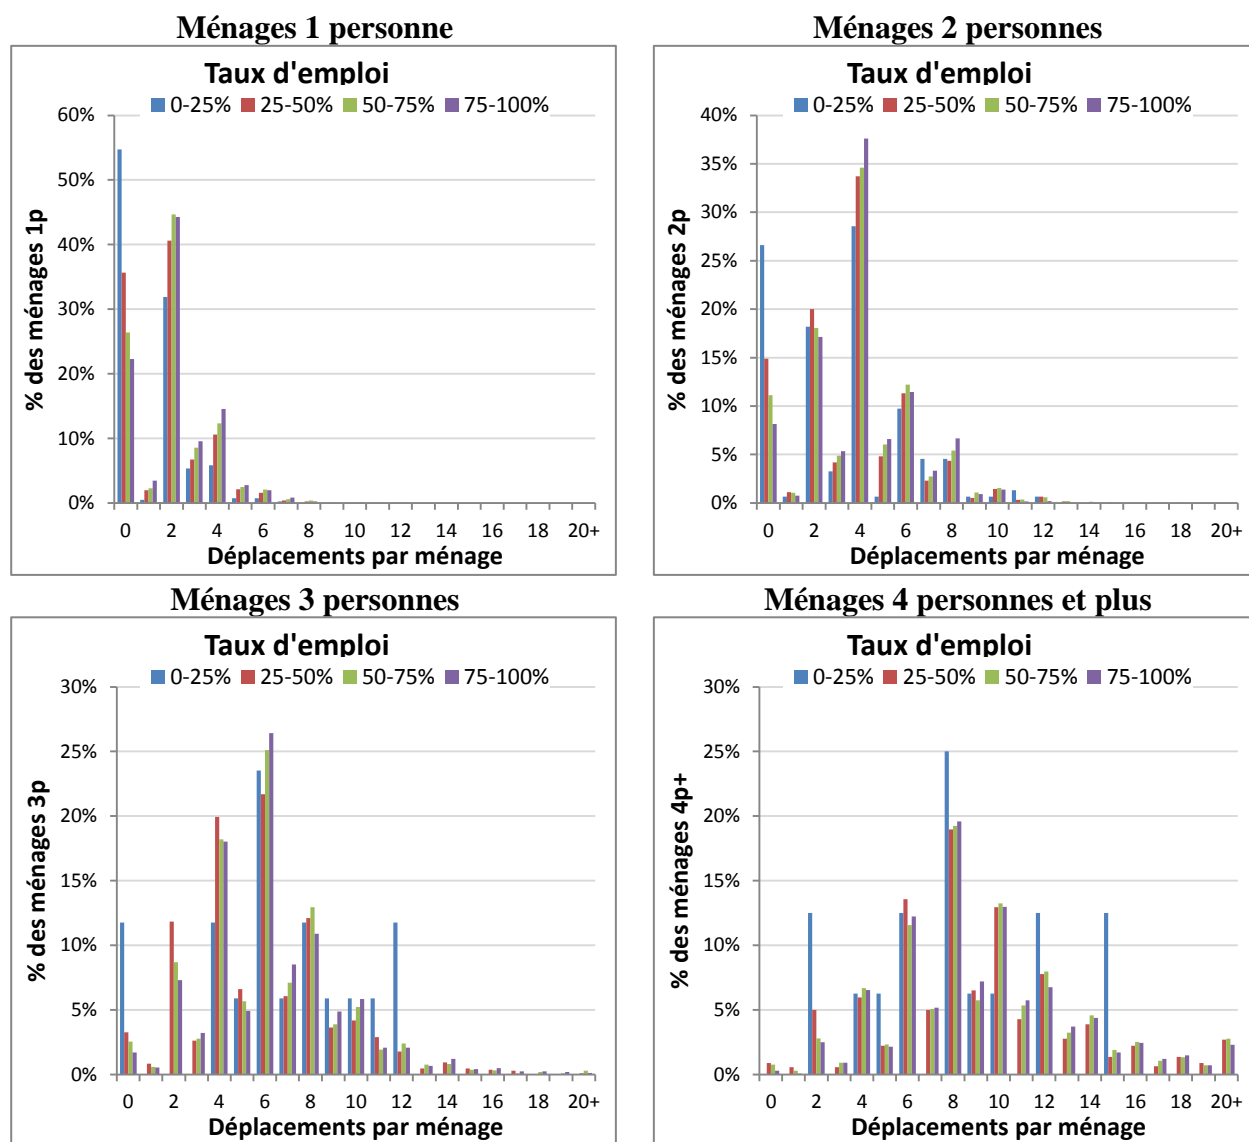 Ménages 1 personne
Taux d'emploi
0-25% 25-50% 50-75% 75-100%
60%
50%
40%
30%
20%
10%
0%
% des ménages 1p
0 2 4 6 8 10 12 14 16 18 20+
Déplacements par ménage
Ménages 2 personnes
Taux d'emploi
0-25% 25-50% 50-75% 75-100%
40%
35%
30%
25%
20%
15%
10%
5%
0%
% des ménages 2p
0 2 4 6 8 10 12 14 16 18 20+
Déplacements par ménage
Ménages 3 personnes
Taux d'emploi
0-25% 25-50% 50-75% 75-100%
30%
25%
20%
15%
10%
5%
0%
% des ménages 3p
0 2 4 6 8 10 12 14 16 18 20+
Déplacements par ménage
Ménages 4 personnes et plus
Taux d'emploi
0-25% 25-50% 50-75% 75-100%
30%
25%
20%
15%
10%
5%
0%
% des ménages 4p+
0 2 4 6 8 10 12 14 16 18 20+
Déplacements par ménage